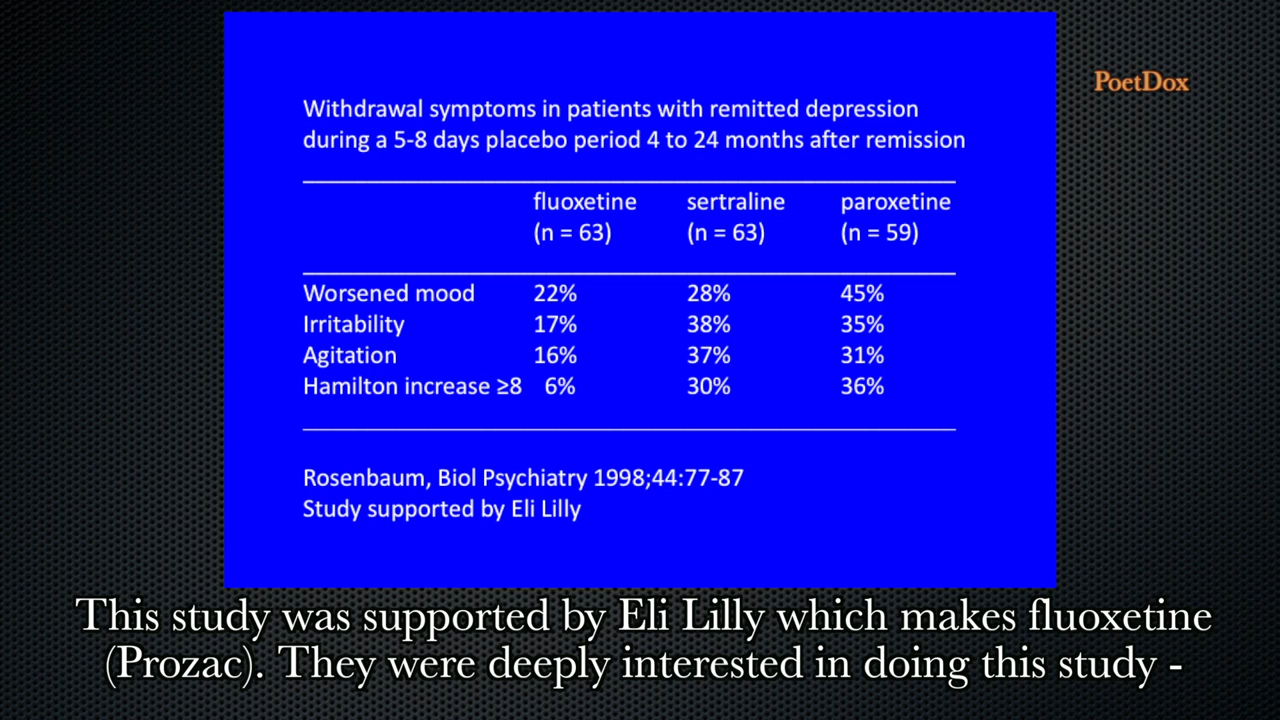 PoetDox
Withdrawal symptoms in patients with remitted depression
during a 5-8 days placebo period 4 to 24 months after remission
fluoxetine sertraline paroxetine
(n = 63) (n = 63) (n = 59)
Worsened mood 22% 28% 45%
Irritability 17% 38% 35%
Agitation 16% 37% 31%
Hamilton increase ≥8 6% 30% 36%
Rosenbaum, Biol Psychiatry 1998;44:77-87
Study supported by Eli Lilly
This study was supported by Eli Lilly which makes fluoxetine
(Prozac). They were deeply interested in doing this study -